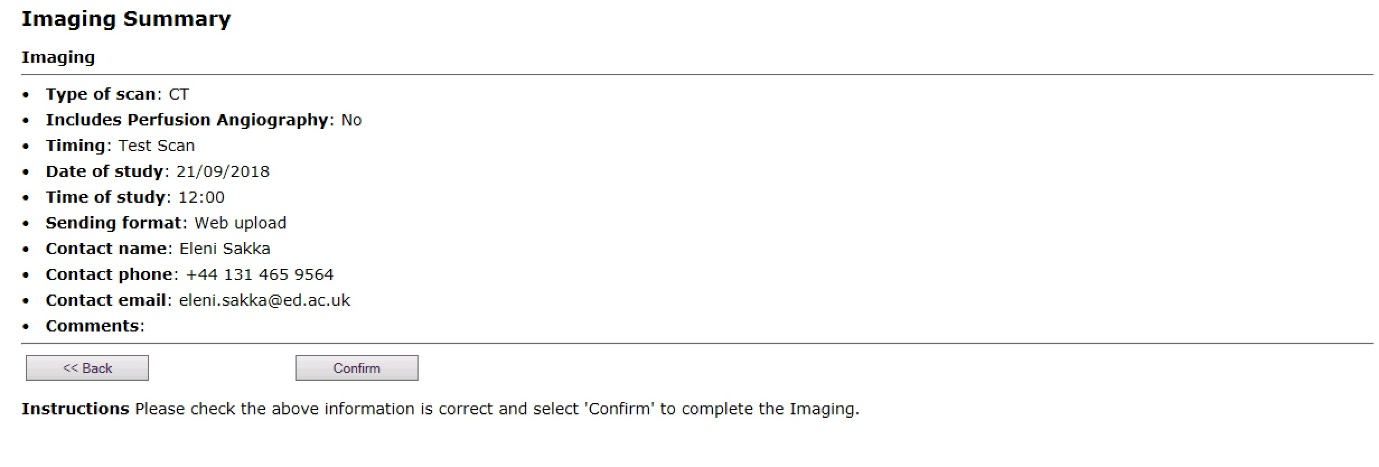 Imaging Summary
Imaging
• Type of scan: CT
• Includes Perfusion Angiography: No
• Timing: Test Scan
• Date of study: 21/09/2018
• Time of study: 12:00
• Sending format: Web upload
• Contact name: Eleni Sakka
• Contact phone: +44 131 465 9564
• Contact email: eleni.sakka@ed.ac.uk
• Comments:
<< Back Confirm
Instructions Please check the above information is correct and select 'Confirm' to complete the Imaging.